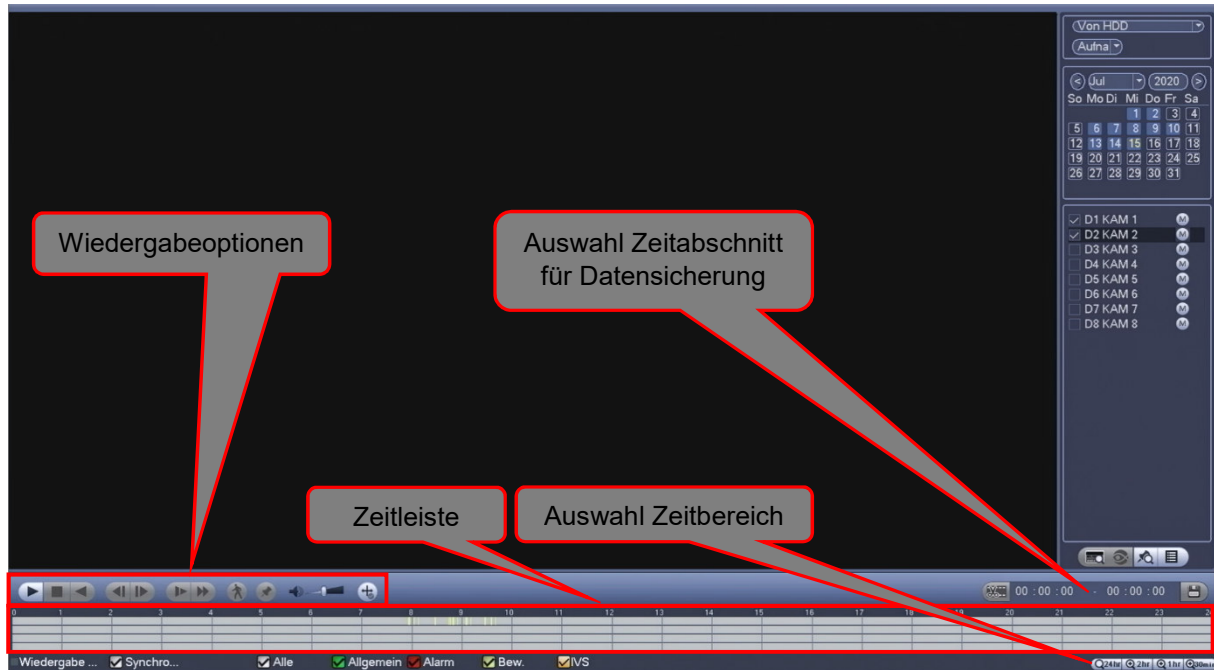 Von HDD
Aufna
Jul 2020
So Mo Di Mi Do Fr Sa
1 2 3 4
5 6 7 8 9 10 11
12 13 14 15 16 17 18
19 20 21 22 23 24 25
26 27 28 29 30 31
D1 KAM 1 M
D2 KAM 2 M
D3 KAM 3 M
D4 KAM 4 M
D5 KAM 5 M
D6 KAM 6 M
D7 KAM 7 M
D8 KAM 8 M
Wiedergabeoptionen
Auswahl Zeitabschnitt
für Datensicherung
Zeitleiste
Auswahl Zeitbereich
00 : 00 : 00 - 00 : 00 : 00
0 1 2 3 4 5 6 7 8 9 10 11 12 13 14 15 16 17 18 19 20 21 22 23 24
Wiedergabe ... Synchro... Alle Allgemein Alarm Bew. IVS
24hr 2hr 1hr